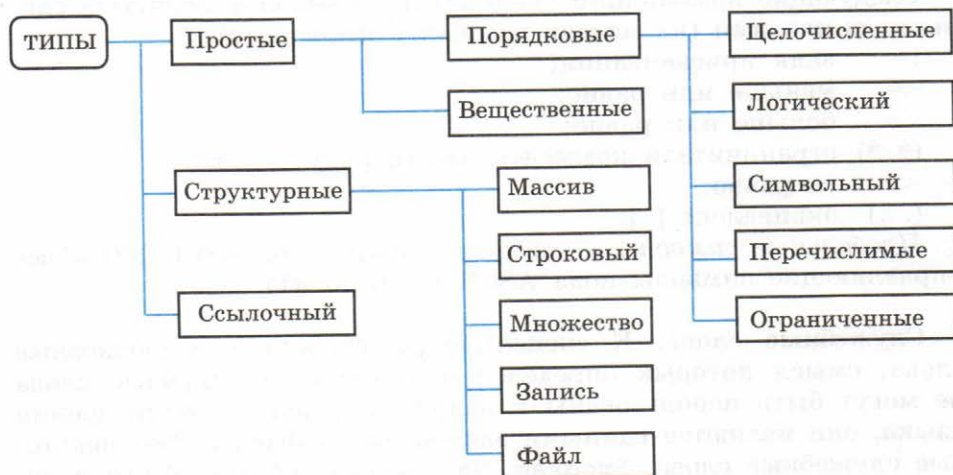 ТИПЫ
Простые
Порядковые
Целочисленные
Вещественные
Логический
Структурные
Массив
Символьный
Строковый
Перечислимые
Ссылочный
Множество
Ограниченные
Запись
Файл